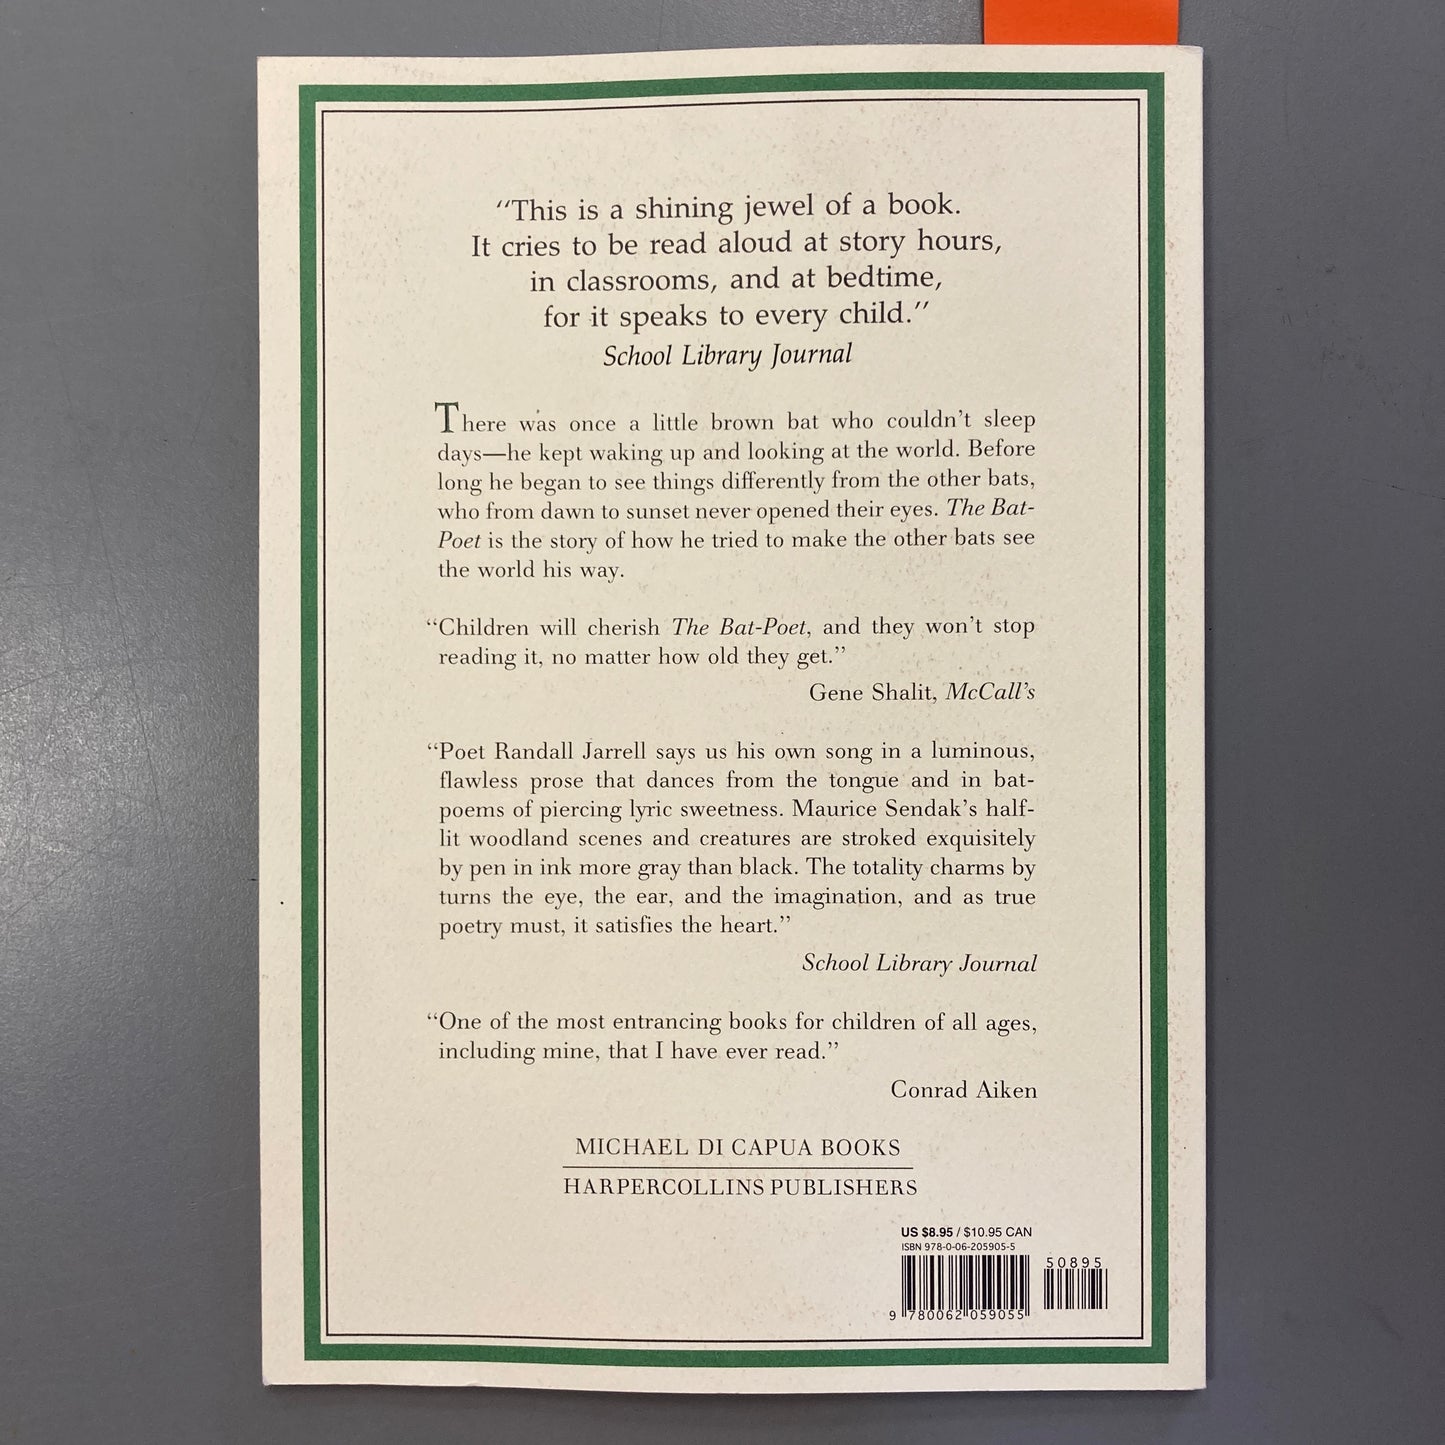 “This is a shining jewel of a book.
It cries to be read aloud at story hours,
in classrooms, and at bedtime,
for it speaks to every child.”
School Library Journal
There was once a little brown bat who couldn’t sleep
days—he kept waking up and looking at the world. Before
long he began to see things differently from the other bats,
who from dawn to sunset never opened their eyes. The Bat-
Poet is the story of how he tried to make the other bats see
the world his way.
“Children will cherish The Bat-Poet, and they won’t stop
reading it, no matter how old they get.”
Gene Shalit, McCall’s
“Poet Randall Jarrell says us his own song in a luminous,
flawless prose that dances from the tongue and in bat-
poems of piercing lyric sweetness. Maurice Sendak’s half-
lit woodland scenes and creatures are stroked exquisitely
by pen in ink more gray than black. The totality charms by
turns the eye, the ear, and the imagination, and as true
poetry must, it satisfies the heart.”
School Library Journal
“One of the most entrancing books for children of all ages,
including mine, that I have ever read.”
Conrad Aiken
MICHAEL DI CAPUA BOOKS
HARPERCOLLINS PUBLISHERS
US $8.95 / $10.95 CAN
ISBN 978-0-06-205905-5
50895
9 780062 059055